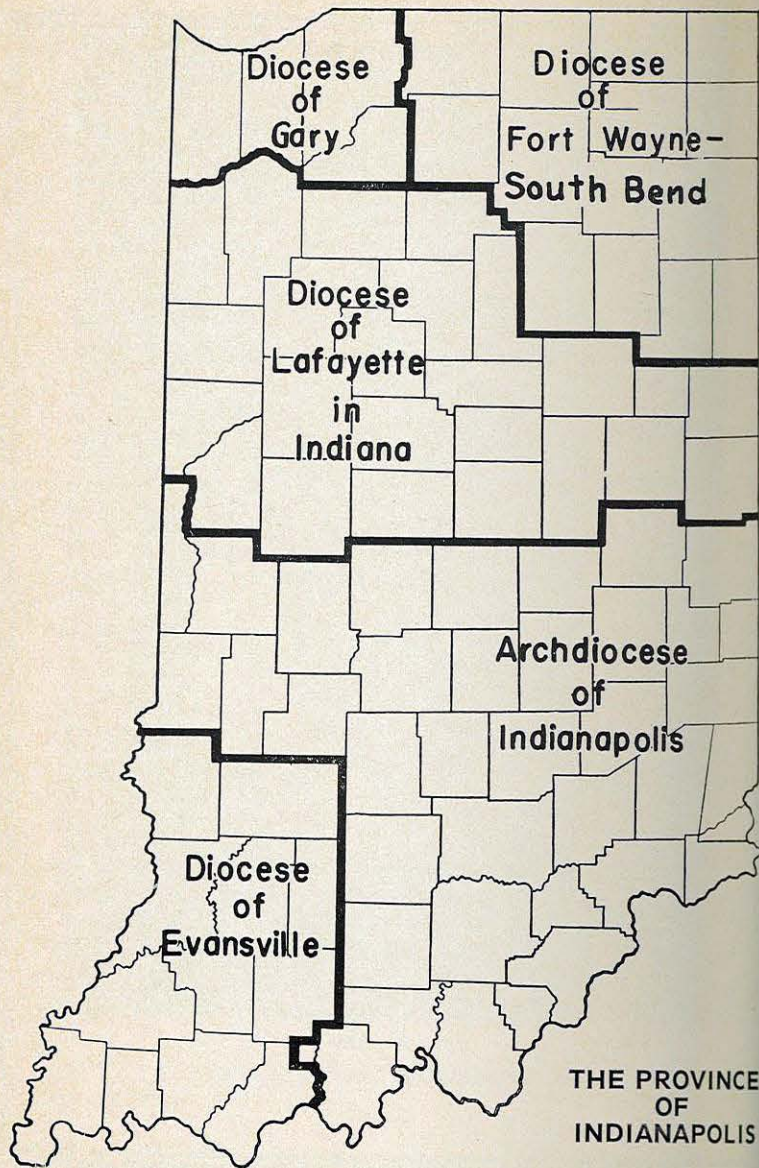 Diocese
of
Gary
Diocese
of
Fort Wayne-
South Bend
Diocese
of
Lafayette
in
Indiana
Archdiocese
of
Indianapolis
Diocese
of
Evansville
THE PROVINCE
OF
INDIANAPOLIS